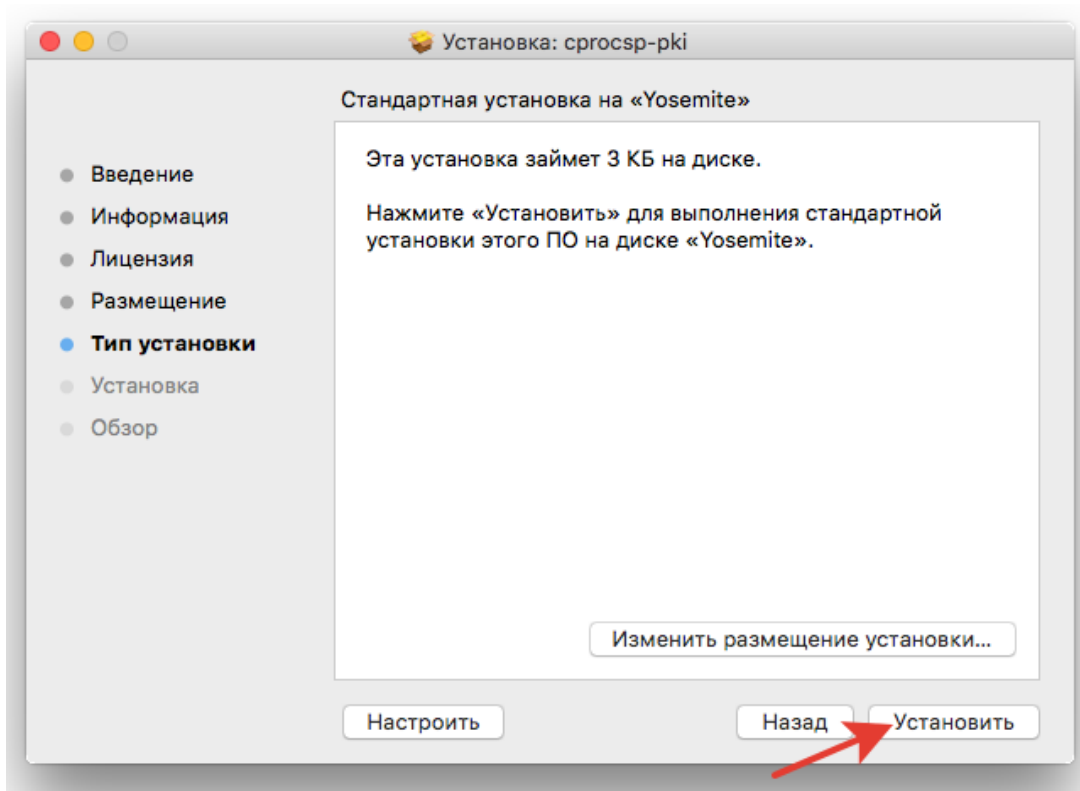 Установка: cprocsp-pki
Стандартная установка на «Yosemite»
Введение
Информация
Лицензия
Размещение
Тип установки
Установка
Обзор
Эта установка займет 3 КБ на диске.
Нажмите «Установить» для выполнения стандартной
установки этого ПО на диске «Yosemite».
Изменить размещение установки...
Настроить
Назад
Установить